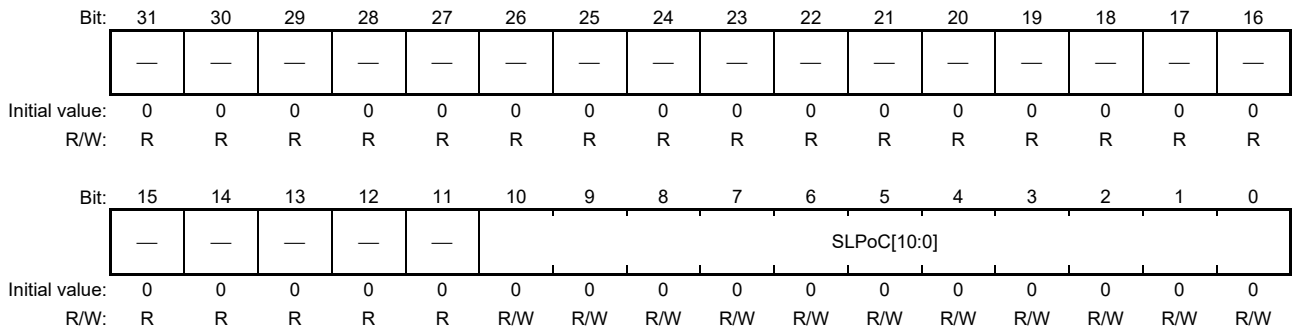 Bit: 31 30 29 28 27 26 25 24 23 22 21 20 19 18 17 16
— — — — — — — — — — — — — — — —
Initial value: 0 0 0 0 0 0 0 0 0 0 0 0 0 0 0 0
R/W: R R R R R R R R R R R R R R R R
Bit: 15 14 13 12 11 10 9 8 7 6 5 4 3 2 1 0
— — — — — SLPoC[10:0]
Initial value: 0 0 0 0 0 0 0 0 0 0 0 0 0 0 0 0
R/W: R R R R R R/W R/W R/W R/W R/W R/W R/W R/W R/W R/W R/W